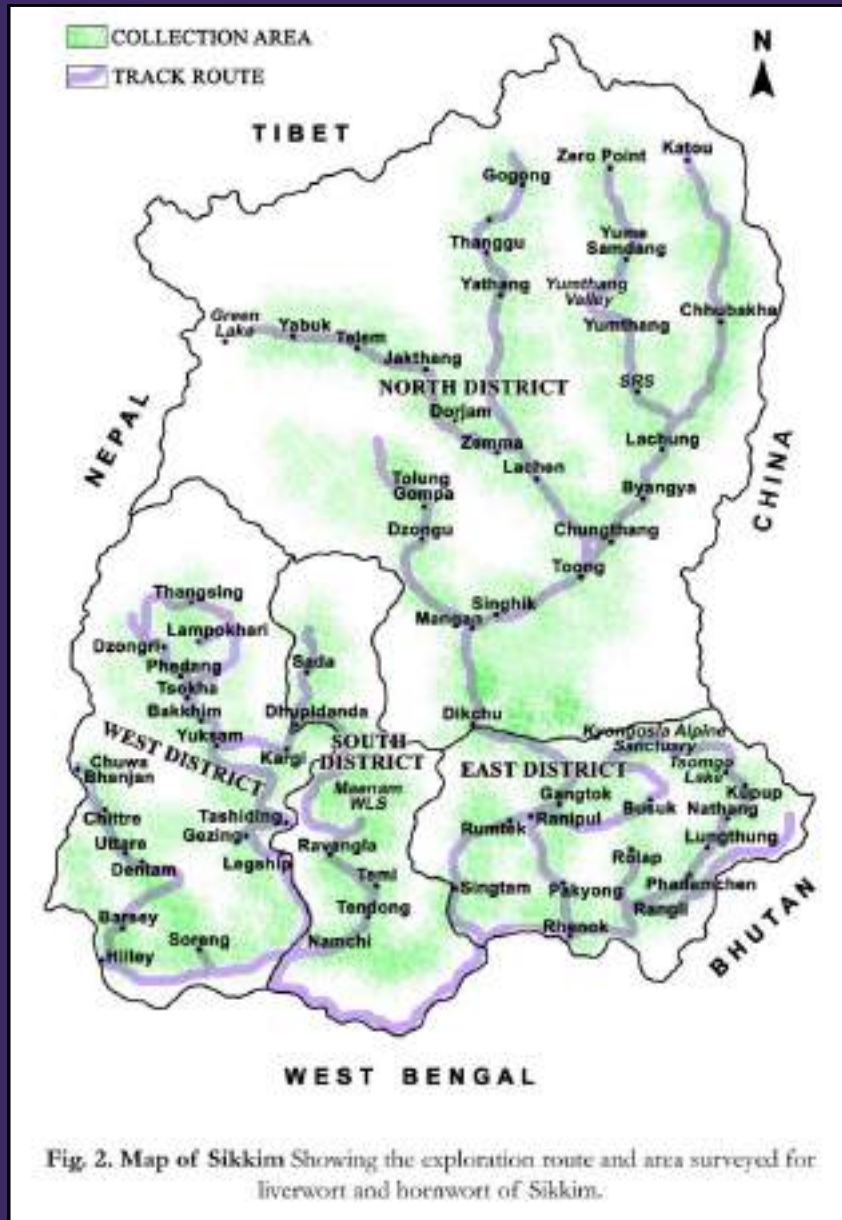 COLLECTION AREA
TRACK ROUTE
N
TIBET
Gogong
Zero Point
Katou
Thanggu
Yume
Samdang
Yathang
Yumthang
Valley
Chhubakha
Green
Lake
Yabuk
Talem
Yumthang
Jakthang
NORTH DISTRICT
SRS
Dorjam
Zemma
Lachung
NEPAL
Lachen
CHINA
Tolung
Gompa
Byangya
Dzongu
Chungthang
Toong
Thangsing
Singhik
Lampokhari
Mangan
Dzongri
Phedang
Sada
Tsokha
Bakkhim
Dhupidanda
Dikchu
Kyongosla Alpine
Sanctuary
Yuksam
WEST DISTRICT
Kargi
SOUTH
DISTRICT
EAST DISTRICT
Tsomgo
Lake
Chuwa
Bhanjan
Maenam
WLS
Gangtok
Kupup
Busuk
Nathang
Chittre
Tashiding
Rumtek
Ranipul
Uttare
Gezing
Ravangla
Lungthung
Dentam
Legship
Temi
Rolap
Singtam
Pakyong
Phadamchen
Tendong
Rangli
Barsey
Soreng
Namchi
Rhenok
Hilley
BHUTAN
WEST BENGAL
Fig. 2. Map of Sikkim Showing the exploration route and area surveyed for
liverwort and hornwort of Sikkim.